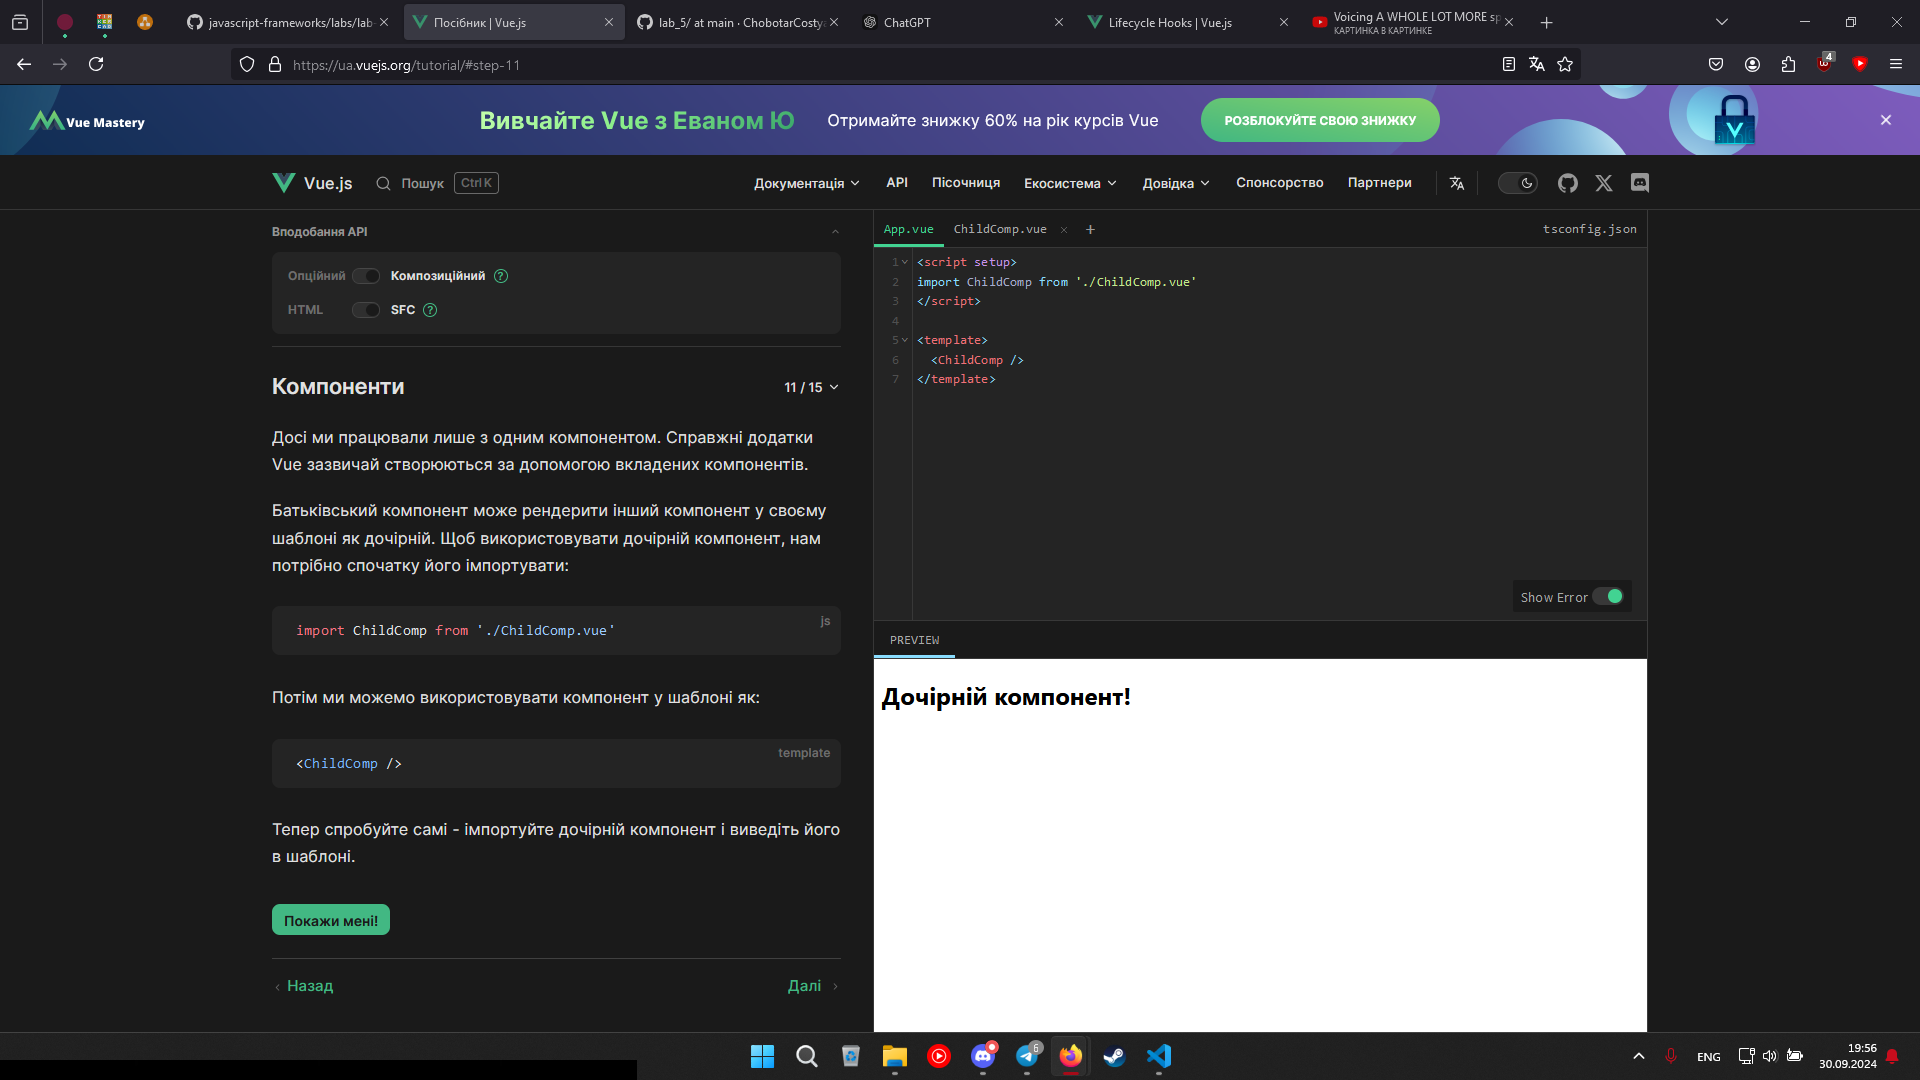 javascript-frameworks/labs/lab-
Посібник | Vue.js
lab_5/ at main · ChobotarCostya
ChatGPT
Lifecycle Hooks | Vue.js
Voicing A WHOLE LOT MORE sp
КАРТИНКА В КАРТИНКЕ
https://ua.vuejs.org/tutorial/#step-11
4
Vue Mastery
Вивчайте Vue з Еваном Ю
Отримайте знижку 60% на рік курсів Vue
РОЗБЛОКУЙТЕ СВОЮ ЗНИЖКУ
Vue.js
Пошук
Ctrl K
Документація
API
Пісочниця
Екосистема
Довідка
Спонсорство
Партнери
Вподобання API
Опційний
Композиційний
?
HTML
SFC
?
Компоненти
11 / 15
Досі ми працювали лише з одним компонентом. Справжні додатки
Vue зазвичай створюються за допомогою вкладених компонентів.
Батьківський компонент може рендерити інший компонент у своєму
шаблоні як дочірній. Щоб використовувати дочірній компонент, нам
потрібно спочатку його імпортувати:
js
import ChildComp from './ChildComp.vue'
Потім ми можемо використовувати компонент у шаблоні як:
template
<ChildComp />
Тепер спробуйте самі - імпортуйте дочірній компонент і виведіть його
в шаблоні.
Покажи мені!
Назад
Далі
App.vue
ChildComp.vue
+
tsconfig.json
1 <script setup>
2 import ChildComp from './ChildComp.vue'
3 </script>
4
5 <template>
6 <ChildComp />
7 </template>
Show Error
PREVIEW
Дочірній компонент!
6
ENG
19:56
30.09.2024